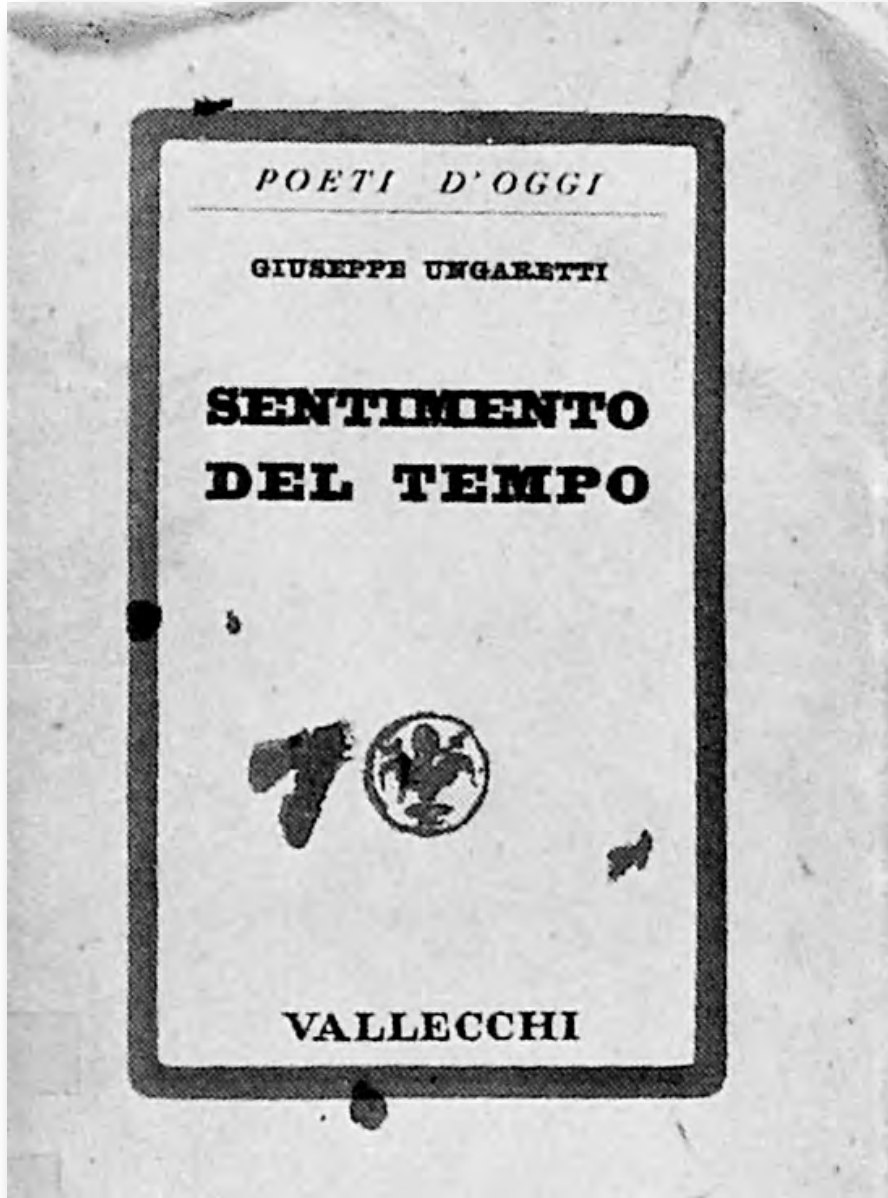 POETI D'OGGI
GIUSEPPE UNGARETTI
SENTIMENTO
DEL TEMPO
VALLECCHI